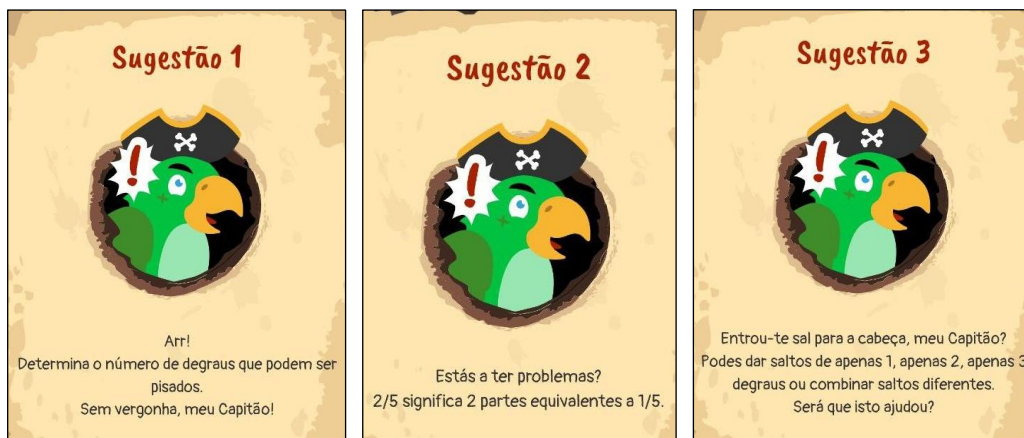 Sugestão 1
Arr!
Determina o número de degraus que podem ser
pisados.
Sem vergonha, meu Capitão!
Sugestão 2
Estás a ter problemas?
2/5 significa 2 partes equivalentes a 1/5.
Sugestão 3
Entrou-te sal para a cabeça, meu Capitão?
Podes dar saltos de apenas 1, apenas 2, apenas 3
degraus ou combinar saltos diferentes.
Será que isto ajudou?